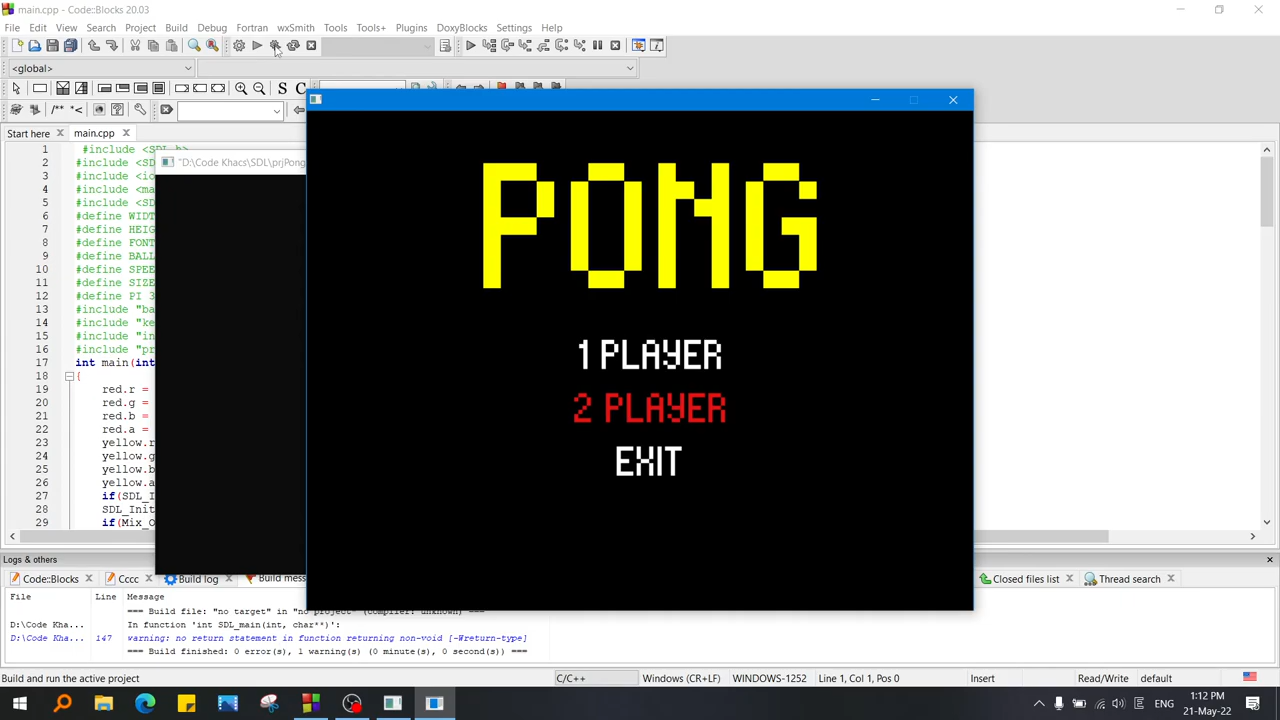 main.cpp - Code::Blocks 20.03
File Edit View Search Project Build Debug Fortran wxSmith Tools Tools+ Plugins DoxyBlocks Settings Help
<global>
S C
/** *<
Start here main.cpp
"D:\Code Khacs\SDL\prjPong
1 #include <SDL.h>
2 #include <SD
3 #include <io
4 #include <ma
5 #include <SD
6 #define WIDT
7 #define HEIG
8 #define FONT
9 #define BALL
10 #define SPEE
11 #define SIZE
12 #define PI 3
13 #include "ba
14 #include "ke
15 #include "in
16 #include "pr
17 int main(int
18 {
19 red.r =
20 red.g =
21 red.b =
22 red.a =
23 yellow.r
24 yellow.g
25 yellow.b
26 yellow.a
27 if(SDL_I
28 SDL_Init
29 if(Mix_O
PONG
1 PLAYER
2 PLAYER
EXIT
Logs & others
Code::Blocks Cccc Build log Build mess Closed files list Thread search
File Line Message
=== Build file: "no target" in "no project" (compiler: unknown) ===
D:\Code Kha... In function 'int SDL_main(int, char**)':
D:\Code Kha... 147 warning: no return statement in function returning non-void [-Wreturn-type]
=== Build finished: 0 error(s), 1 warning(s) (0 minute(s), 0 second(s)) ===
Build and run the active project C/C++ Windows (CR+LF) WINDOWS-1252 Line 1, Col 1, Pos 0 Insert Read/Write default
ENG
1:12 PM
21-May-22